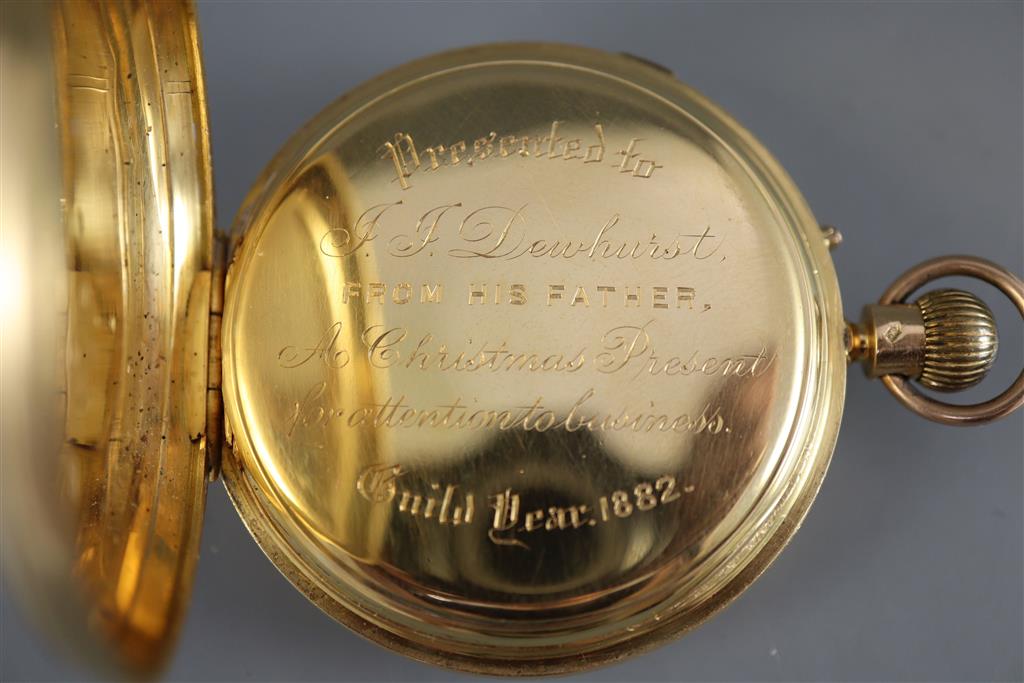 Presented to
J. J. Dewhurst,
FROM HIS FATHER,
A Christmas Present
for attention to business.
Guild Year. 1882.